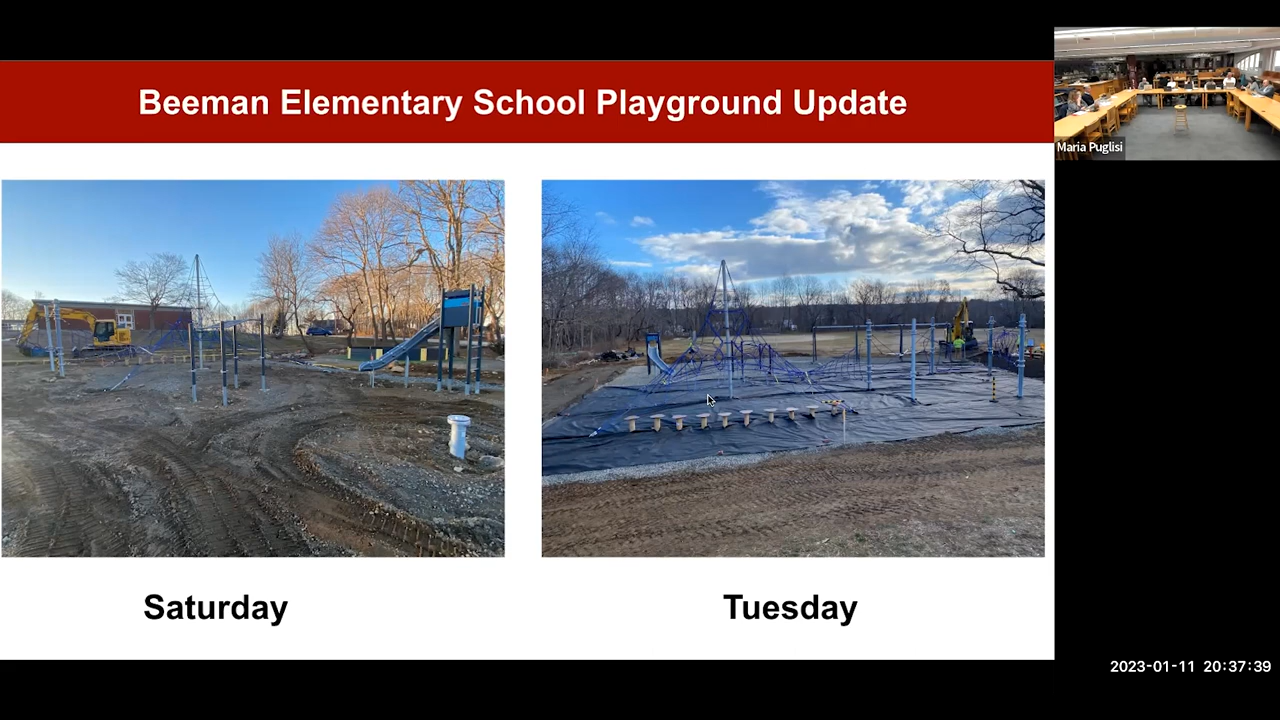 Beeman Elementary School Playground Update
Maria Puglisi
Saturday
Tuesday
2023-01-11 20:37:39